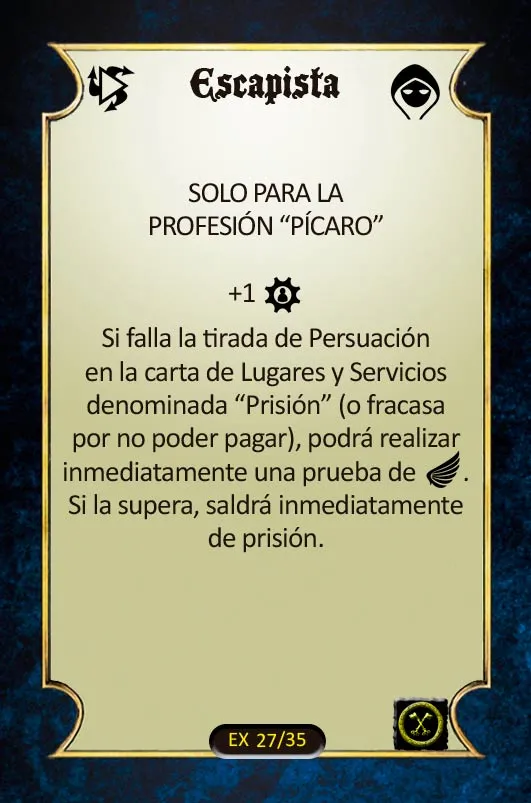 Escapista
SOLO PARA LA
PROFESIÓN “PÍCARO”
+1
Si falla la tirada de Persuación
en la carta de Lugares y Servicios
denominada “Prisión” (o fracasa
por no poder pagar), podrá realizar
inmediatamente una prueba de .
Si la supera, saldrá inmediatamente
de prisión.
EX 27/35